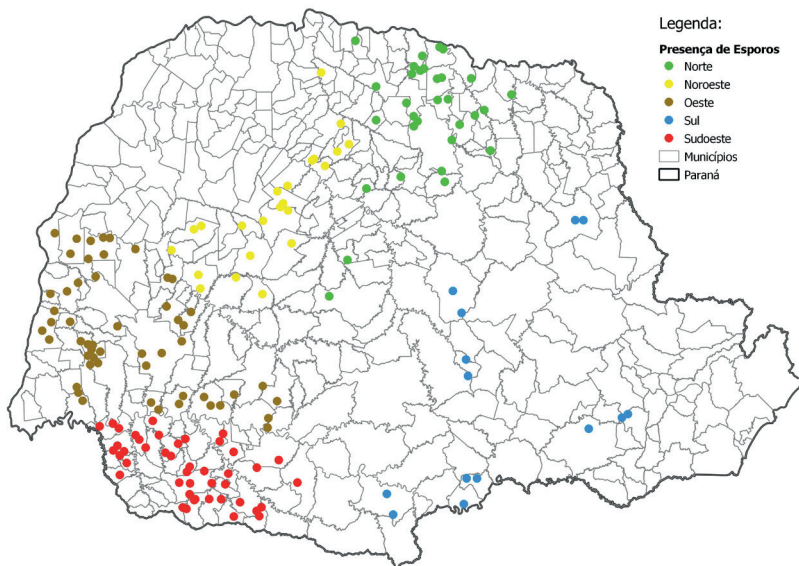 Legenda:
Presença de Esporos
Norte
Noroeste
Oeste
Sul
Sudoeste
Municípios
Paraná